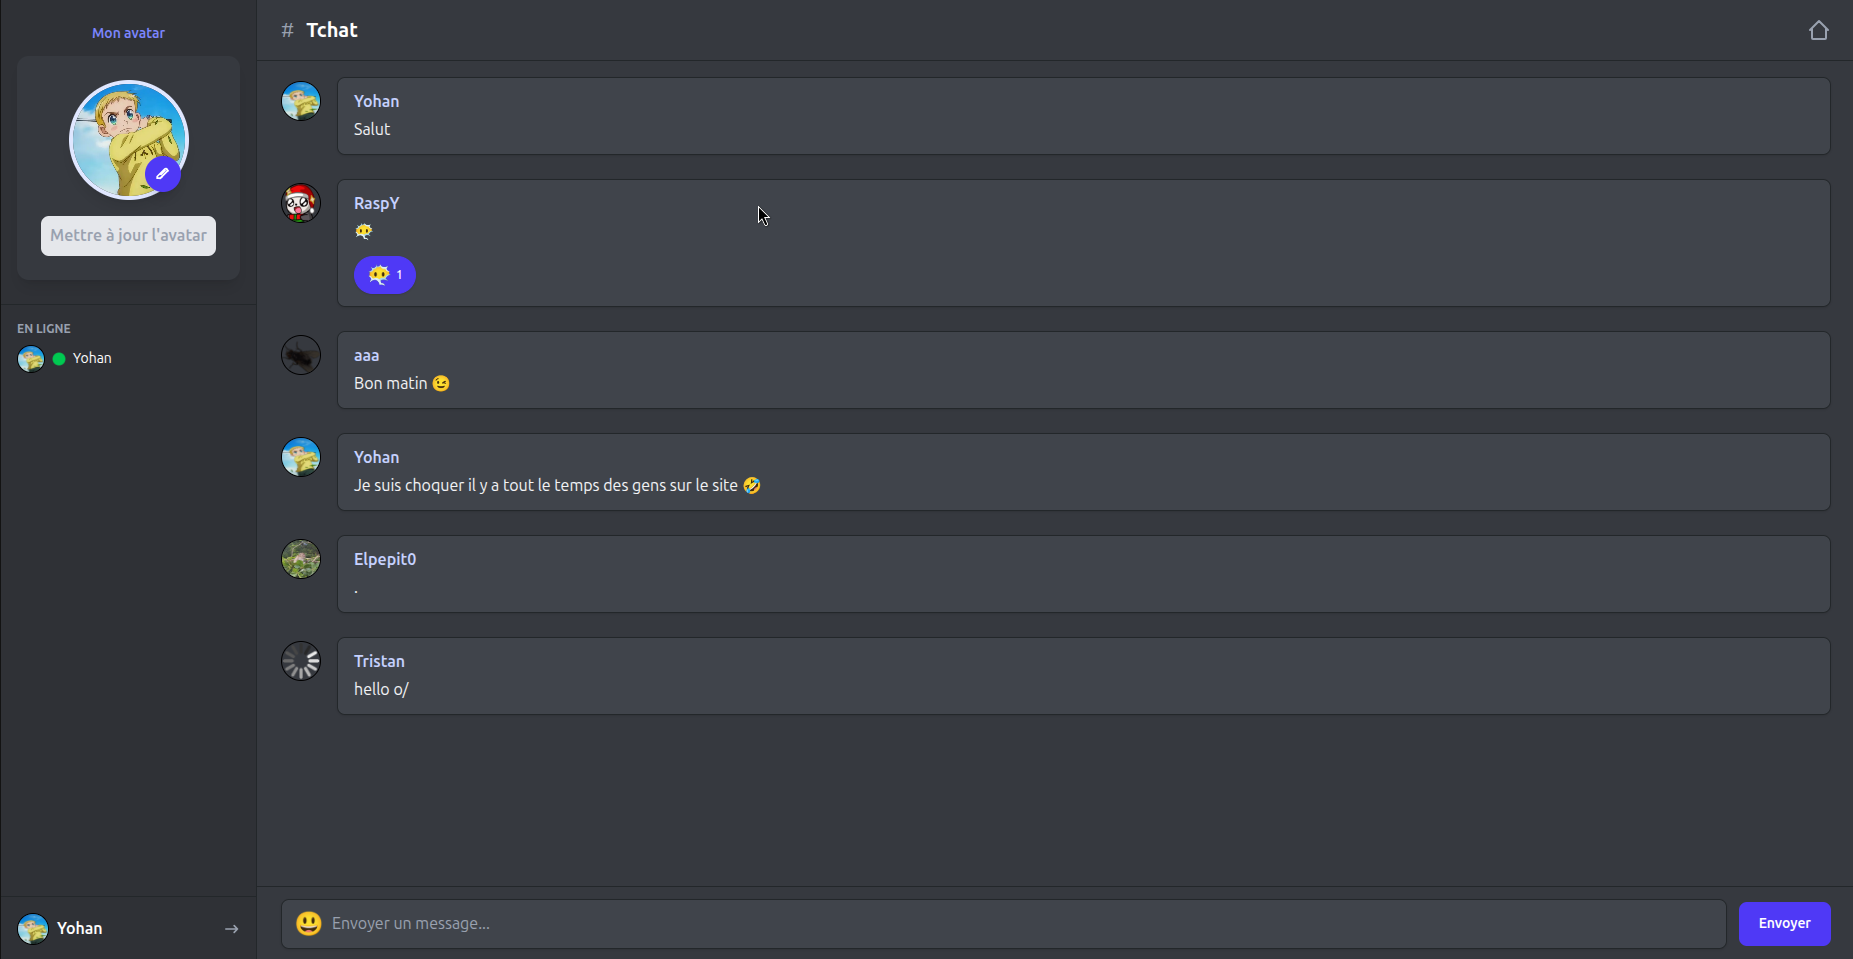 Mon avatar
Mettre à jour l'avatar
EN LIGNE
Yohan
Yohan
# Tchat
Yohan
Salut
RaspY
🐡
🐡 1
aaa
Bon matin 😉
Yohan
Je suis choquer il y a tout le temps des gens sur le site 🤣
Elpepit0
.
Tristan
hello o/
😃 Envoyer un message...
Envoyer